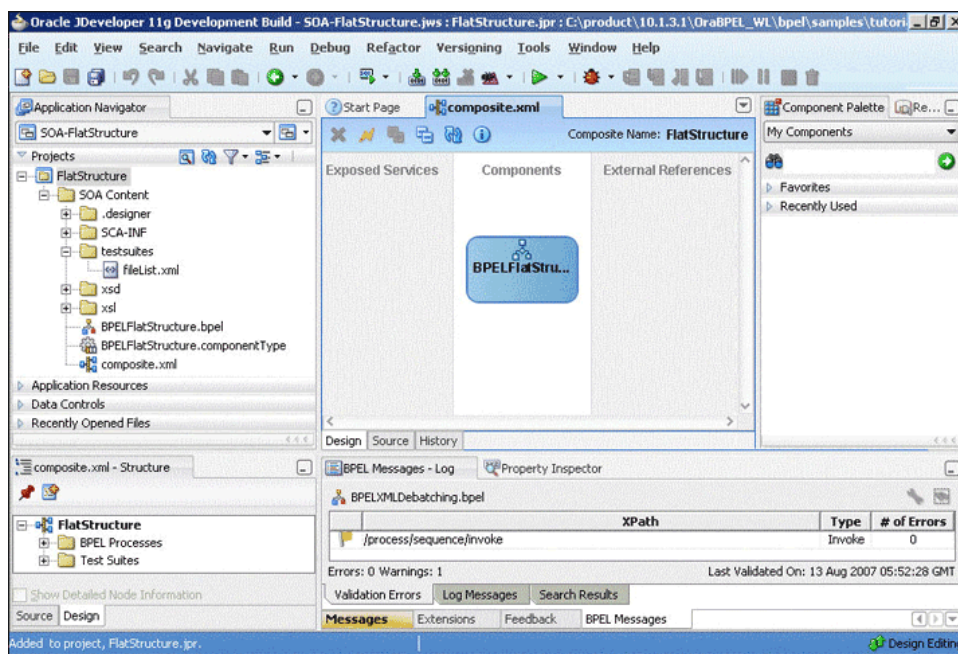 Oracle JDeveloper 11g Development Build - SOA-FlatStructure.jws : FlatStructure.jpr : C:\product\10.1.3.1\OraBPEL_WL\bpel\samples\tutori
File Edit View Search Navigate Run Debug Refactor Versioning Tools Window Help
Application Navigator
SOA-FlatStructure
Projects
FlatStructure
SOA Content
.designer
SCA-INF
testsuites
fileList.xml
xsd
xsl
BPELFlatStructure.bpel
BPELFlatStructure.componentType
composite.xml
Application Resources
Data Controls
Recently Opened Files
Start Page composite.xml
Composite Name: FlatStructure
Exposed Services Components External References
BPELFlatStru...
Design Source History
Component Palette Re...
My Components
Favorites
Recently Used
composite.xml - Structure
FlatStructure
BPEL Processes
Test Suites
Show Detailed Node Information
Source Design
BPEL Messages - Log Property Inspector
BPELXMLDebatching.bpel
XPath Type # of Errors
/process/sequence/invoke Invoke 0
Errors: 0 Warnings: 1 Last Validated On: 13 Aug 2007 05:52:28 GMT
Validation Errors Log Messages Search Results
Messages Extensions Feedback BPEL Messages
Added to project, FlatStructure.jpr. Design Editin